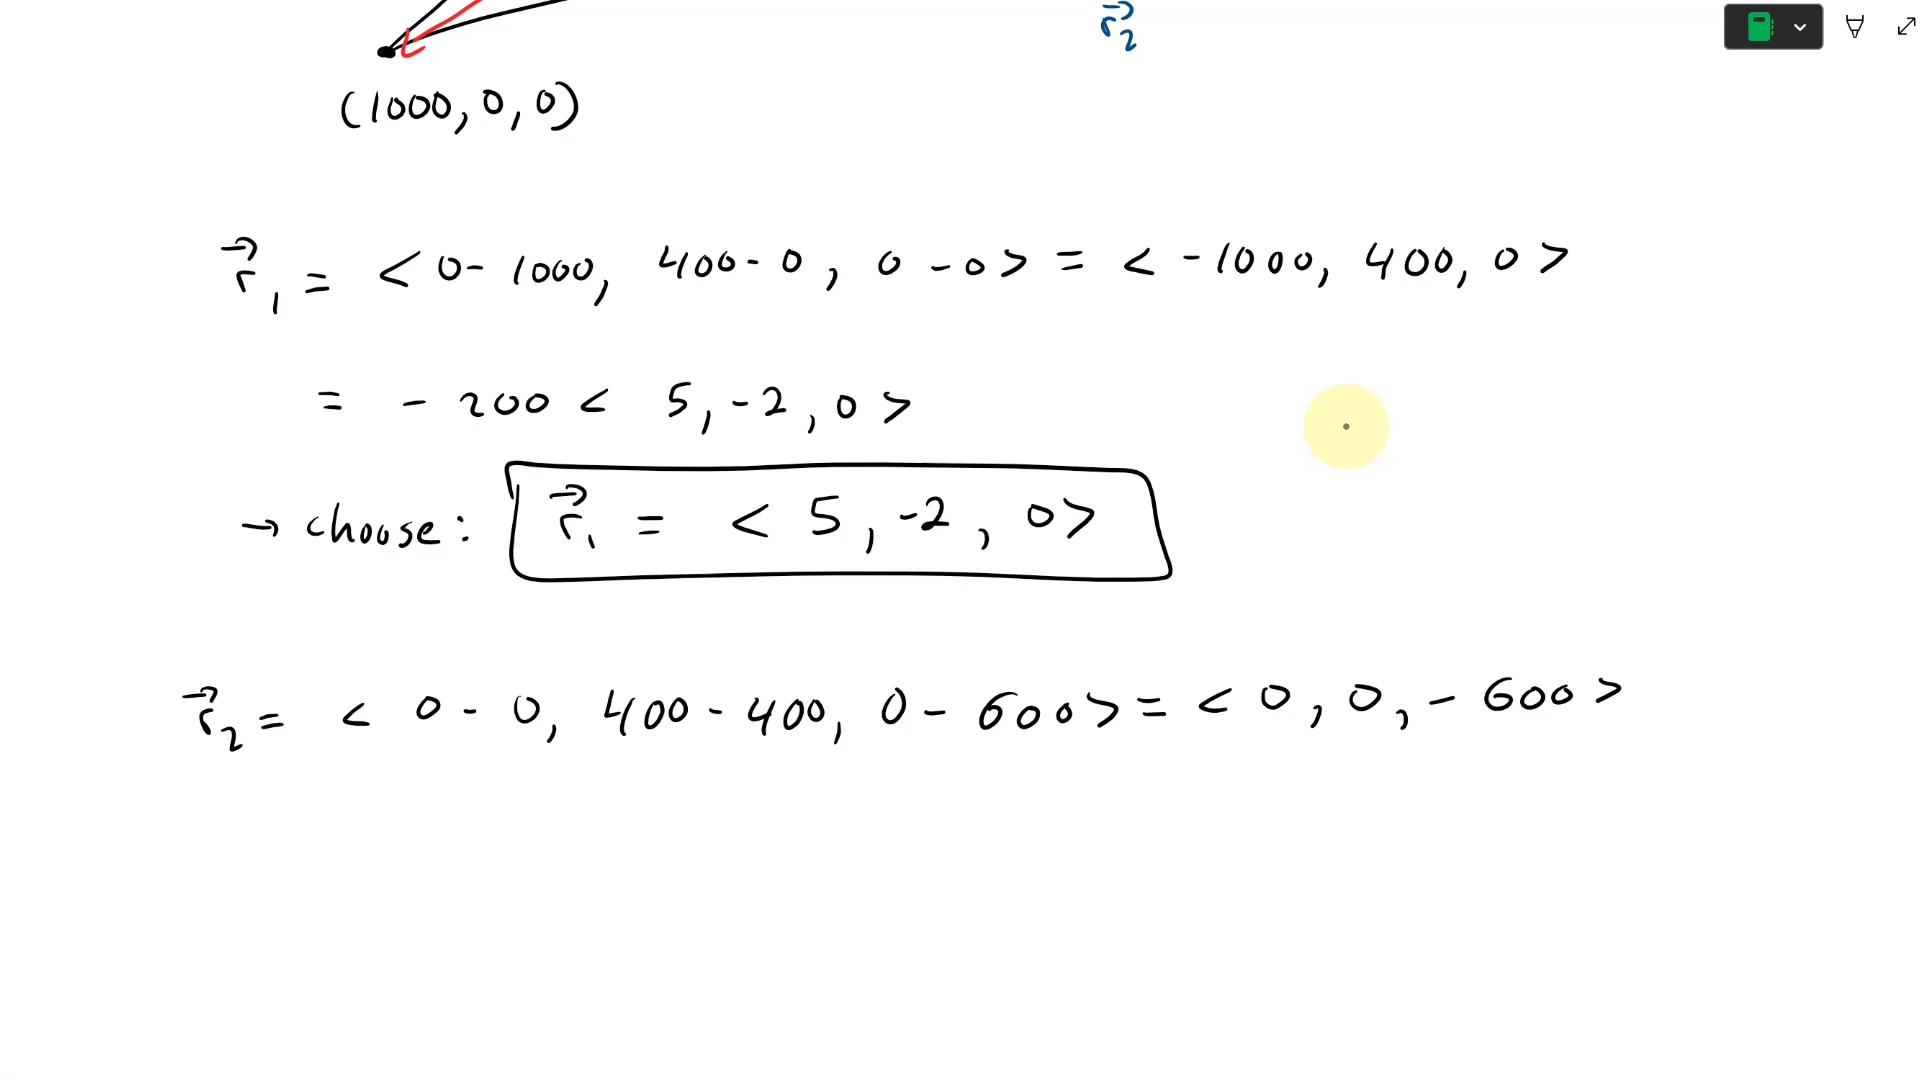 r⃗₂
(1000, 0, 0)
r⃗₁ = < 0 - 1000, 400 - 0, 0 - 0 > = < -1000, 400, 0 >
= - 200 < 5, -2, 0 >
→ choose: r⃗₁ = < 5, -2, 0 >
r⃗₂ = < 0 - 0, 400 - 400, 0 - 600 > = < 0, 0, - 600 >